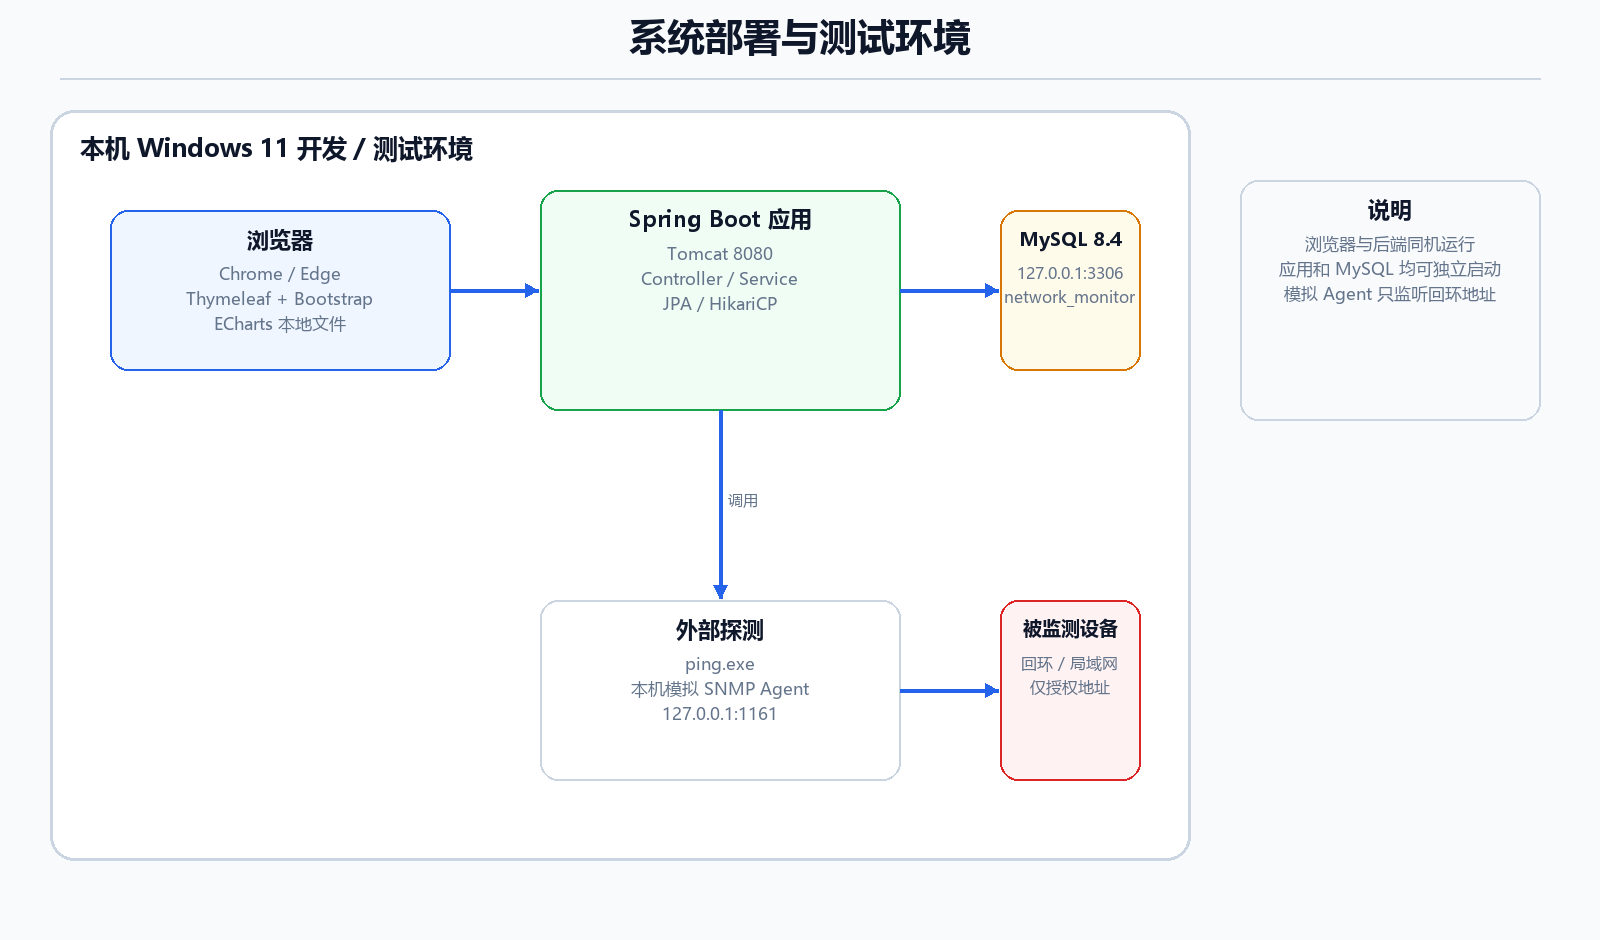 系统部署与测试环境
本机 Windows 11 开发 / 测试环境
浏览器
Chrome / Edge
Thymeleaf + Bootstrap
ECharts 本地文件
Spring Boot 应用
Tomcat 8080
Controller / Service
JPA / HikariCP
MySQL 8.4
127.0.0.1:3306
network_monitor
说明
浏览器与后端同机运行
应用和 MySQL 均可独立启动
模拟 Agent 只监听回环地址
调用
外部探测
ping.exe
本机模拟 SNMP Agent
127.0.0.1:1161
被监测设备
回环 / 局域网
仅授权地址